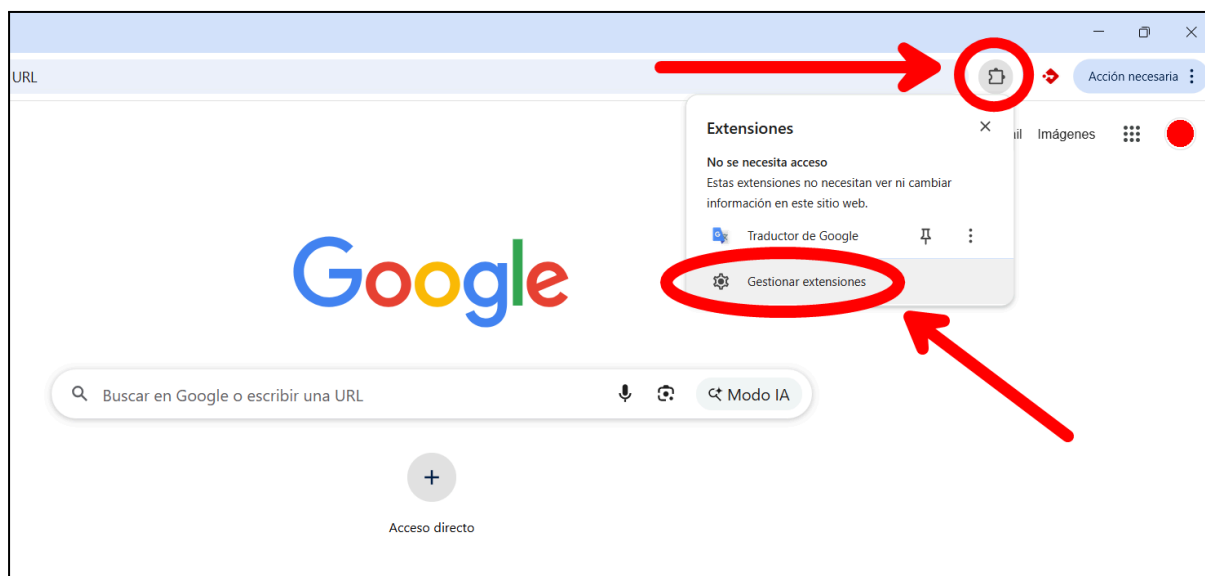 URL
Acción necesaria
Extensiones
il Imágenes
No se necesita acceso
Estas extensiones no necesitan ver ni cambiar
información en este sitio web.
Traductor de Google
Gestionar extensiones
Google
Buscar en Google o escribir una URL
Modo IA
Acceso directo